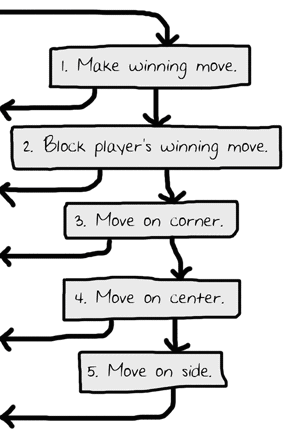 1. Make winning move.
2. Block player's winning move.
3. Move on corner.
4. Move on center.
5. Move on side.